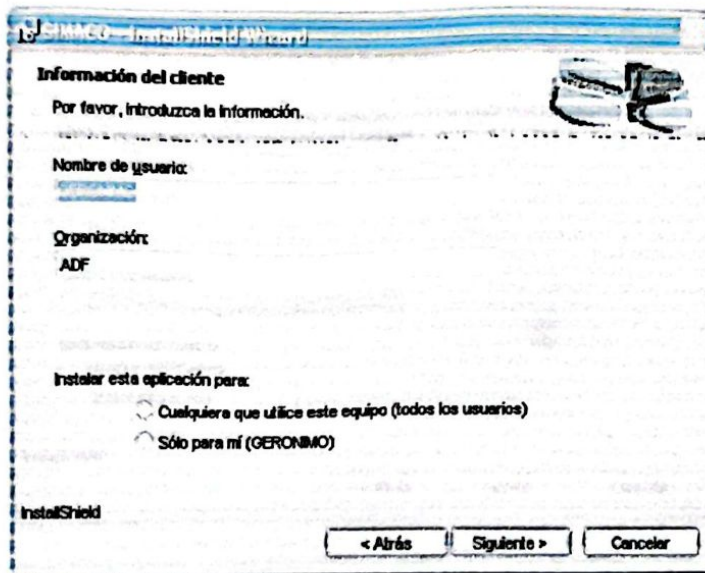 InstallShield Wizard
Información del cliente
Por favor, introduzca la información.
Nombre de usuario:
Organización:
ADF
Instalar esta aplicación para:
Cualquiera que utilice este equipo (todos los usuarios)
Sólo para mí (GERONIMO)
InstallShield
< Atrás
Siguiente >
Cancelar